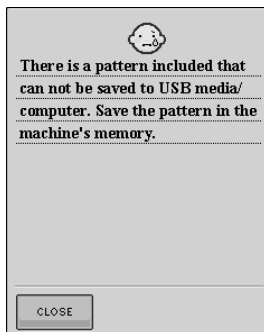 There is a pattern included that
can not be saved to USB media/
computer. Save the pattern in the
machine's memory.
CLOSE